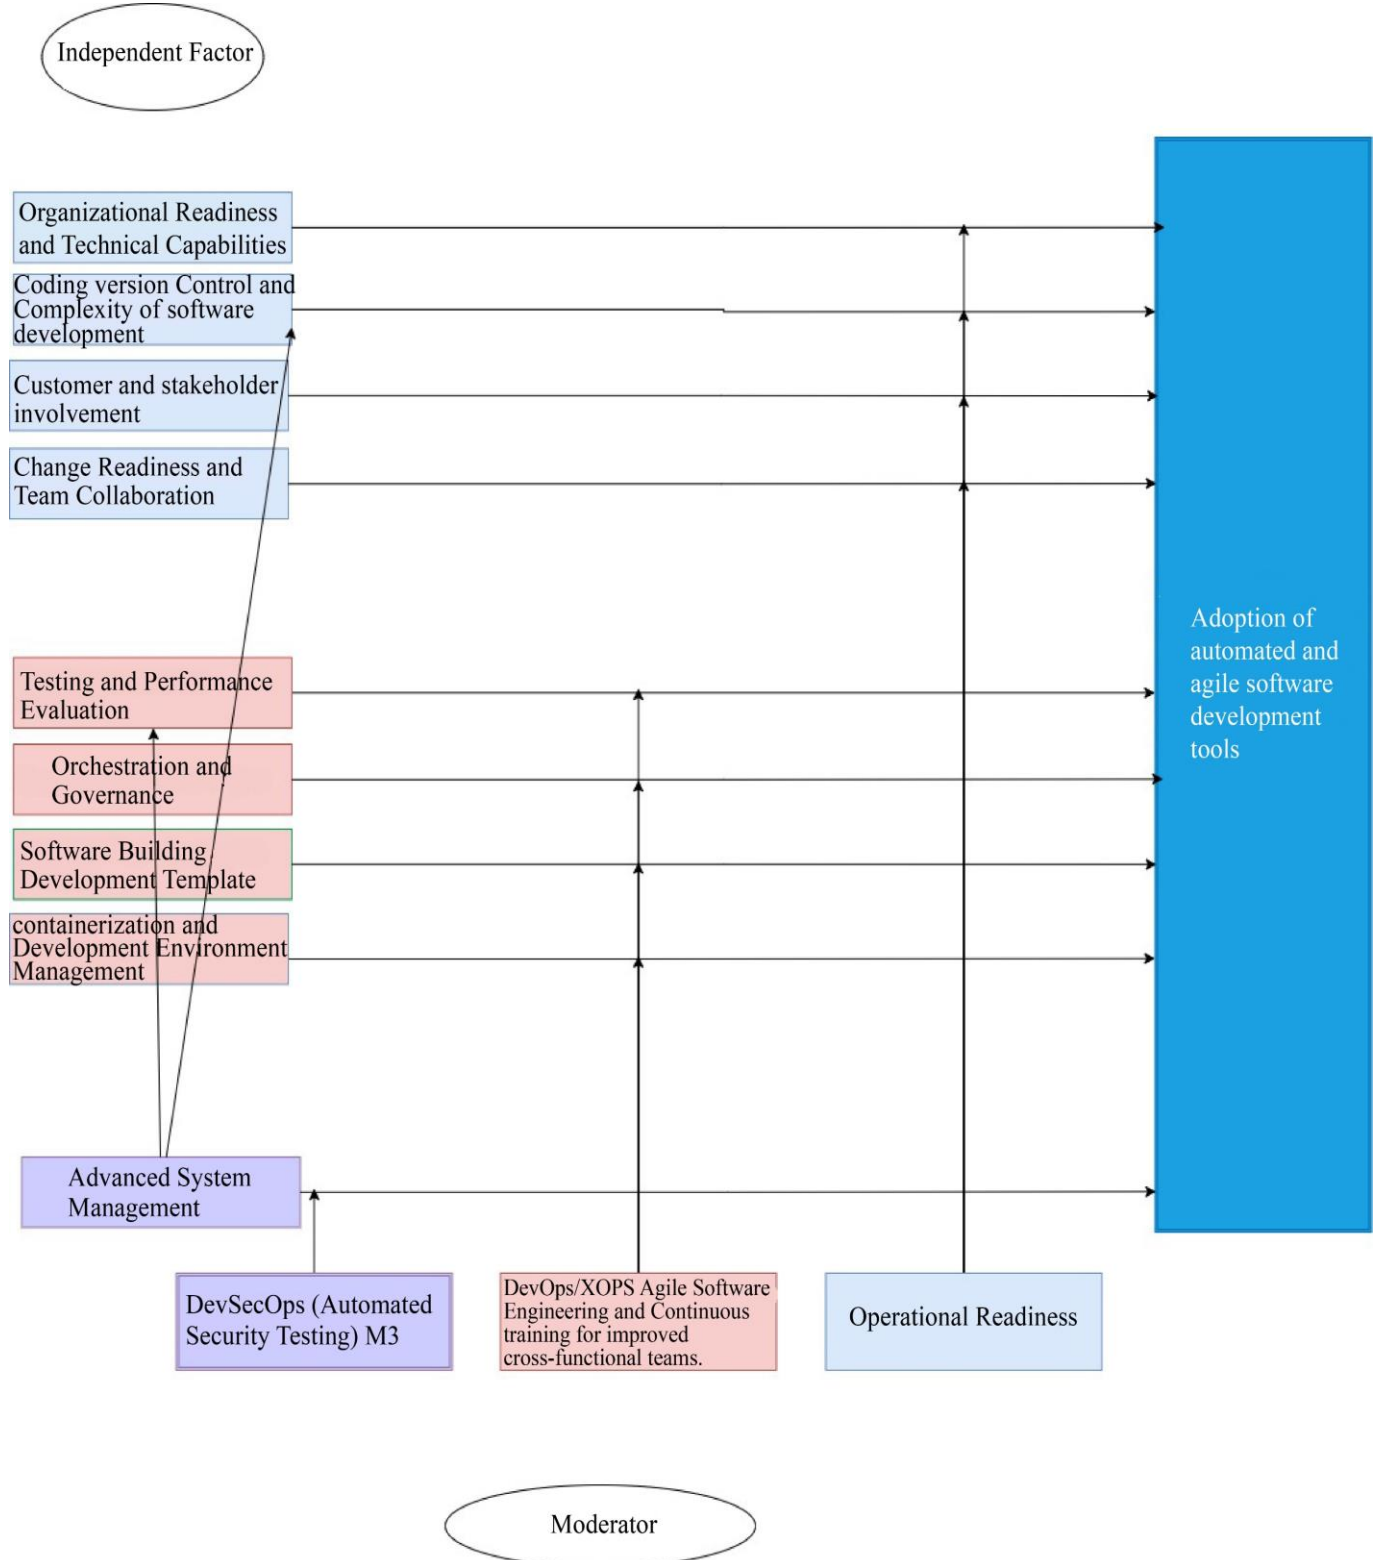 Independent Factor
Organizational Readiness
and Technical Capabilities
Coding version Control and
Complexity of software
development
Customer and stakeholder
involvement
Change Readiness and
Team Collaboration
Testing and Performance
Evaluation
Orchestration and
Governance
Software Building
Development Template
containerization and
Development Environment
Management
Advanced System
Management
Adoption of
automated and
agile software
development
tools
DevSecOps (Automated
Security Testing) M3
DevOps/XOPS Agile Software
Engineering and Continuous
training for improved
cross-functional teams.
Operational Readiness
Moderator